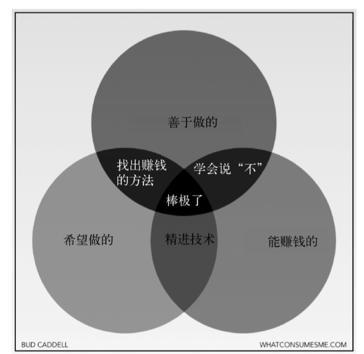 善于做的
找出赚钱
的方法
学会说“不”
棒极了
希望做的
精进技术
能赚钱的
BUD CADDELL
WHATCONSUMESME.COM